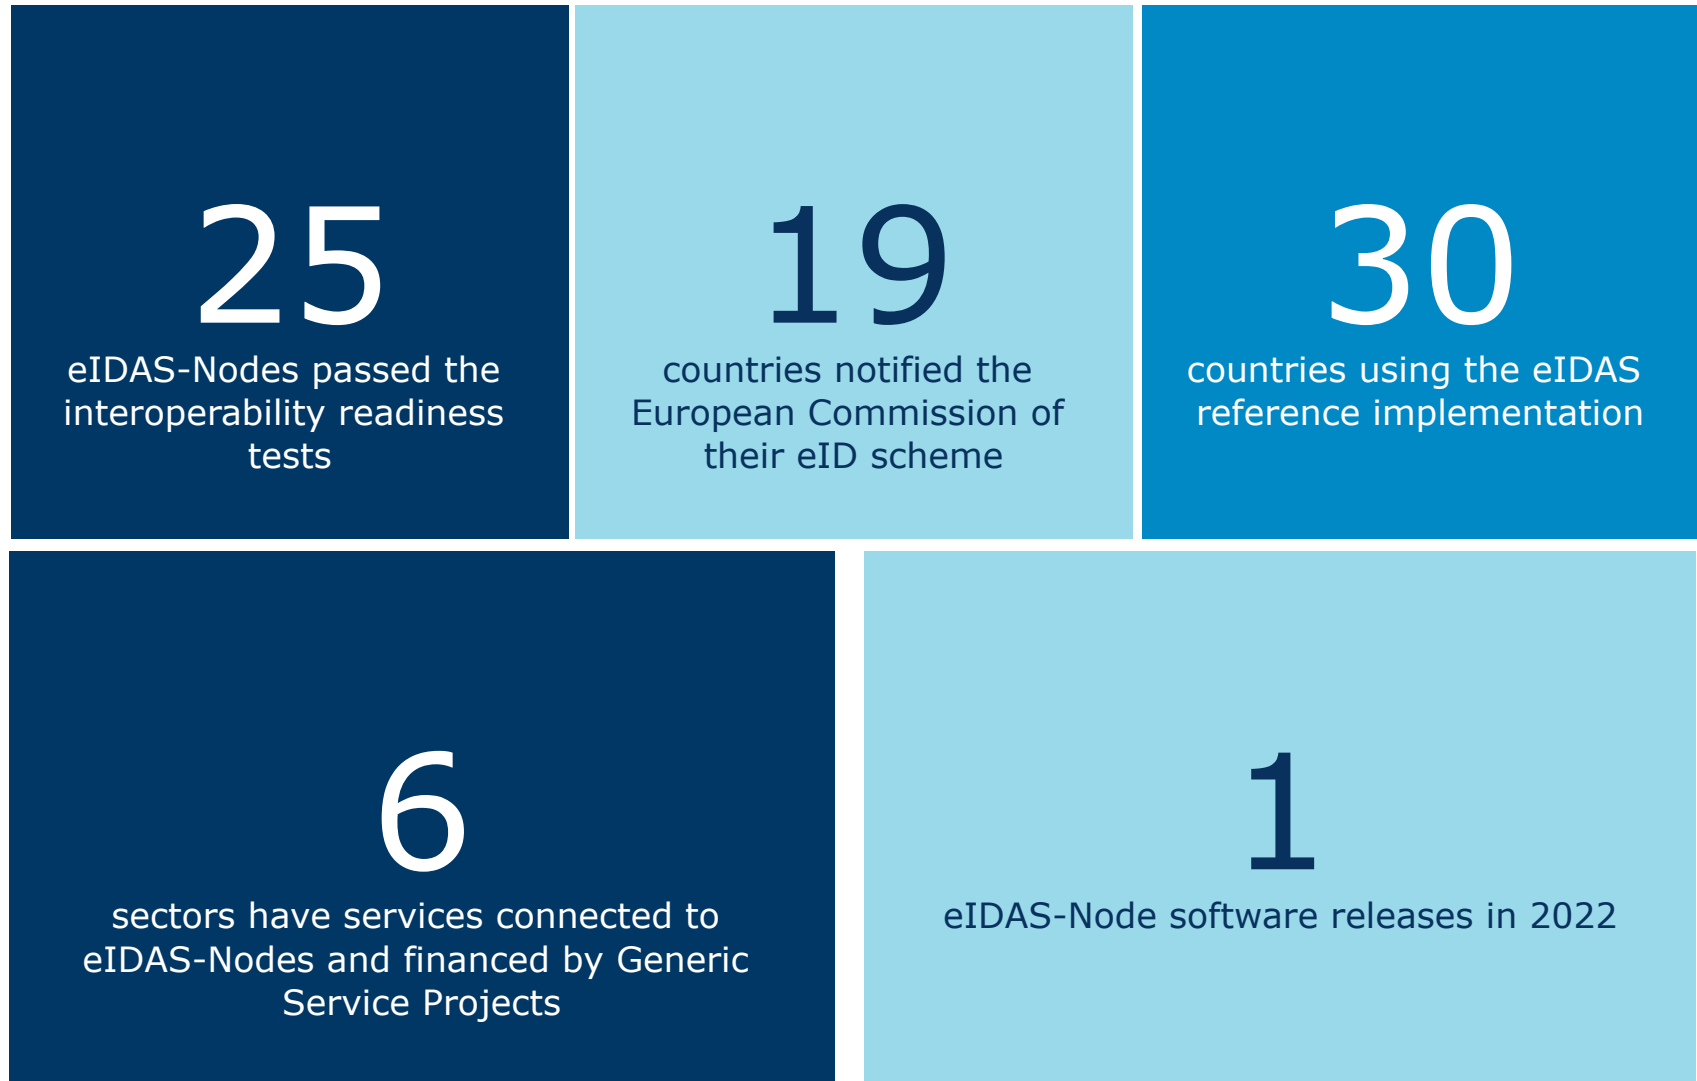 25
eIDAS-Nodes passed the
interoperability readiness
tests
19
countries notified the
European Commission of
their eID scheme
30
countries using the eIDAS
reference implementation
6
sectors have services connected to
eIDAS-Nodes and financed by Generic
Service Projects
1
eIDAS-Node software releases in 2022